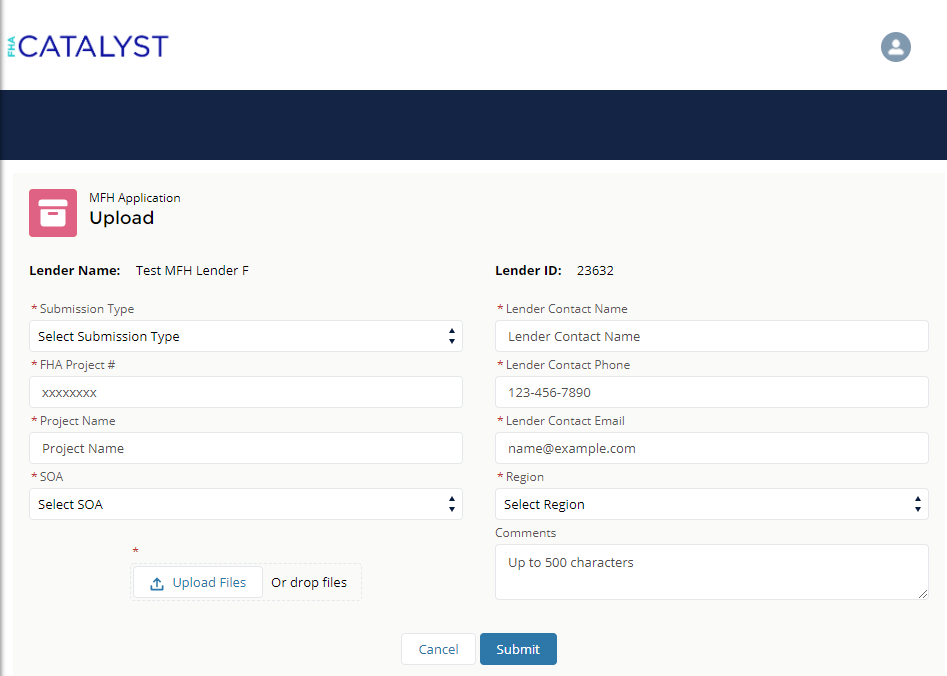 FHA CATALYST
MFH Application
Upload
Lender Name: Test MFH Lender F
Lender ID: 23632
* Submission Type
Select Submission Type
* Lender Contact Name
Lender Contact Name
* FHA Project #
xxxxxxxx
* Lender Contact Phone
123-456-7890
* Project Name
Project Name
* Lender Contact Email
name@example.com
* SOA
Select SOA
* Region
Select Region
Comments
Up to 500 characters
*
Upload Files Or drop files
Cancel Submit